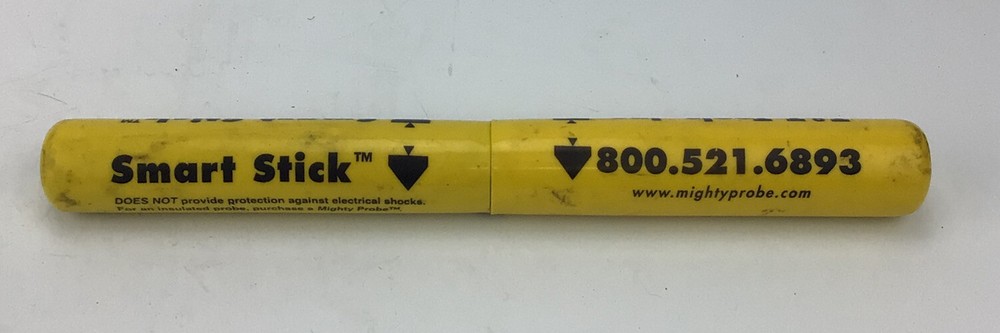 Smart Stick™
DOES NOT provide protection against electrical shocks.
For an insulated probe, purchase a Mighty Probe™.
800.521.6893
www.mightyprobe.com